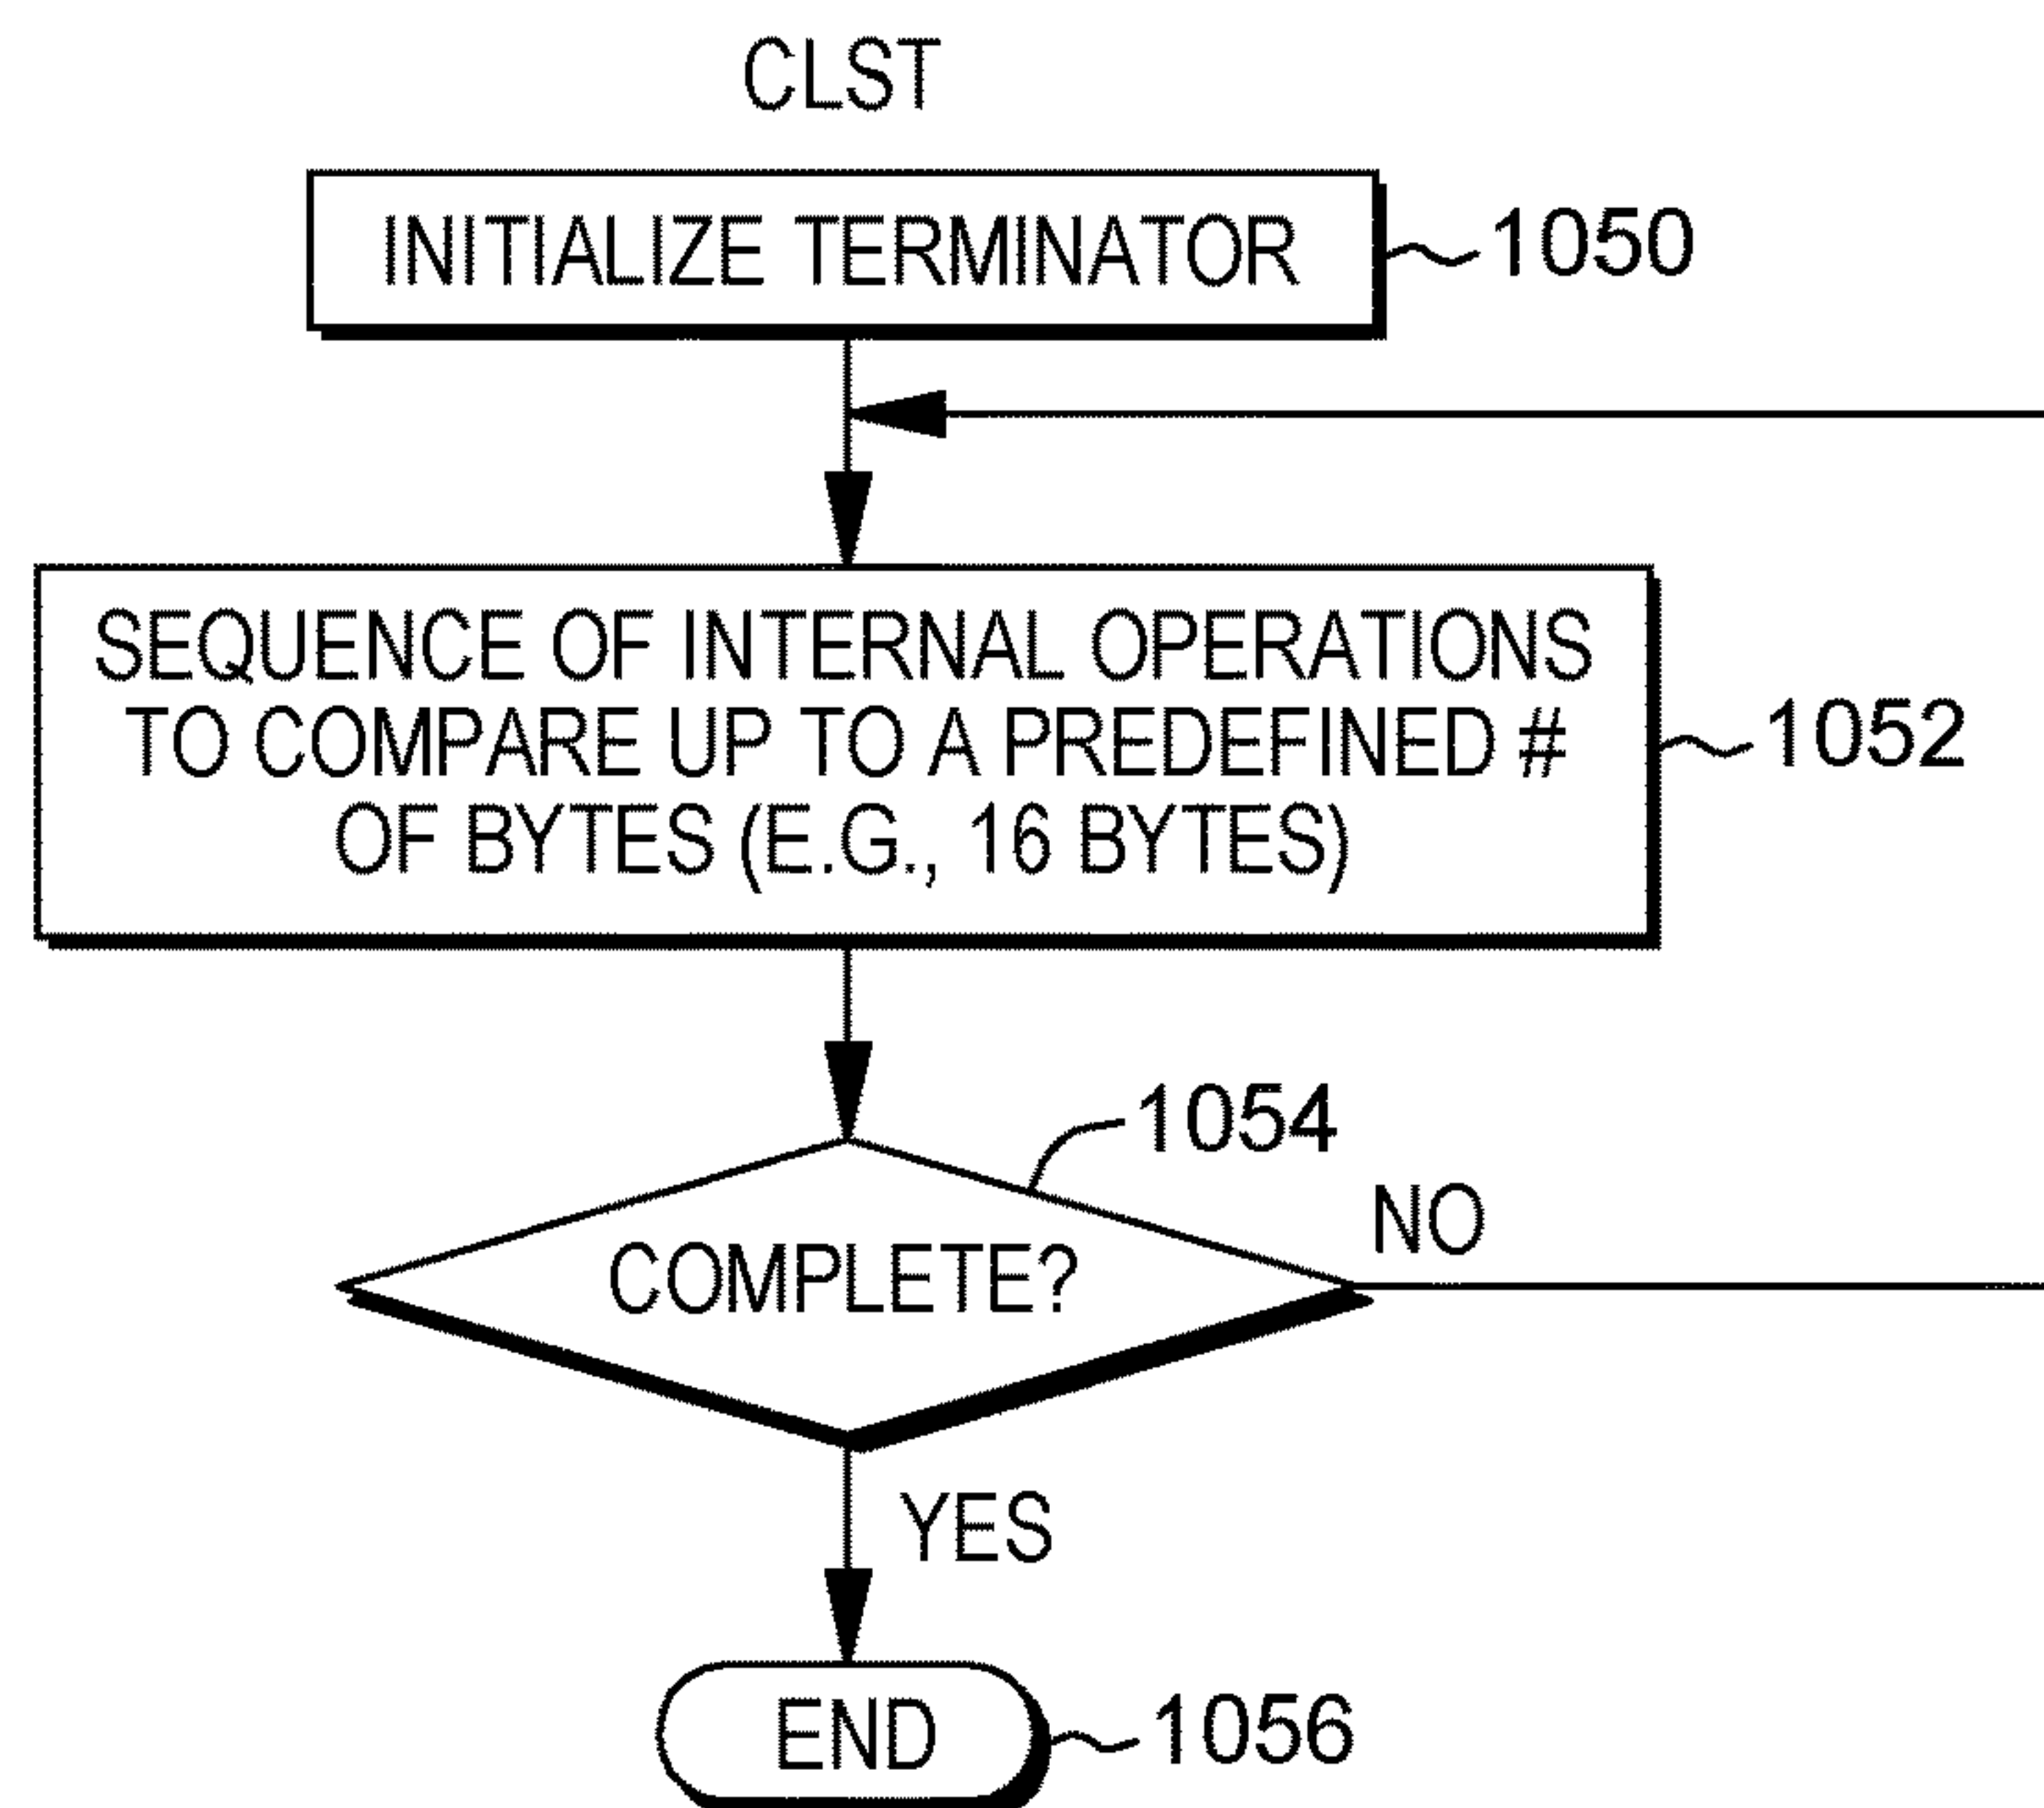 CLST
INITIALIZE TERMINATOR
1050
SEQUENCE OF INTERNAL OPERATIONS
TO COMPARE UP TO A PREDEFINED #
OF BYTES (E.G., 16 BYTES)
1052
1054
COMPLETE?
NO
YES
END
1056